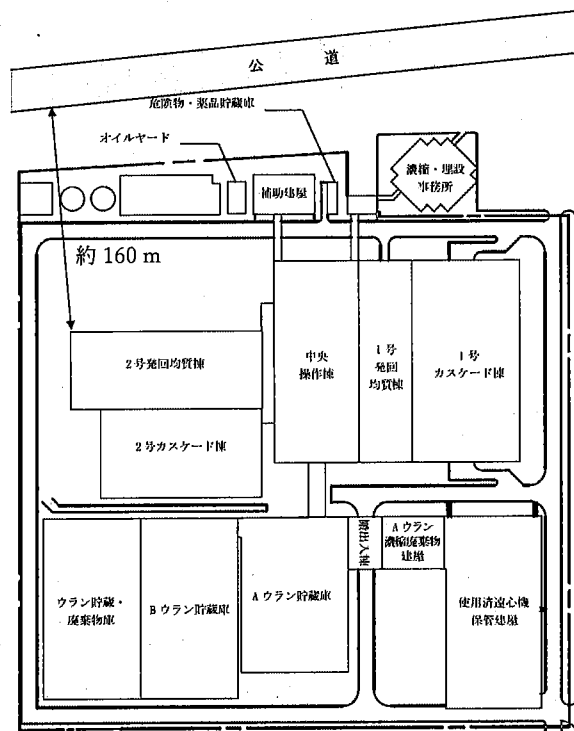 公　道
危険物・薬品貯蔵庫
オイルヤード
補助建屋
濃縮・埋設
事務所
約 160 m
2号発回均質棟
中央
操作棟
1号
発回
均質棟
1号
カスケード棟
2号カスケード棟
搬出入棟
Aウラン
濃縮廃棄物
建屋
ウラン貯蔵・
廃棄物庫
Bウラン貯蔵庫
Aウラン貯蔵庫
使用済遠心機
保管建屋